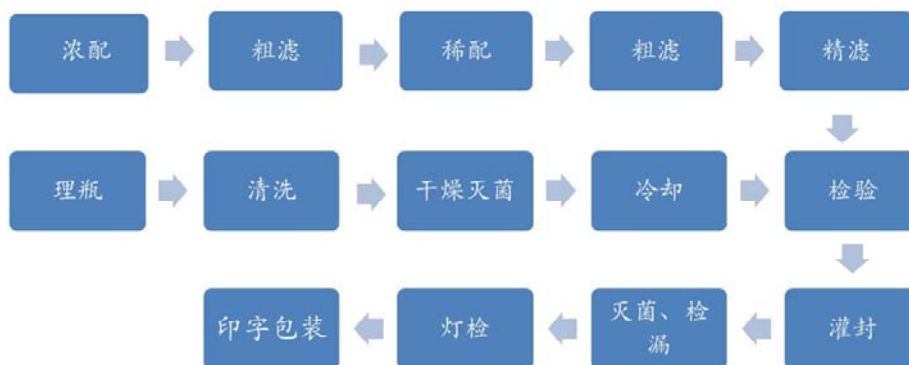 浓配
粗滤
稀配
粗滤
精滤
理瓶
清洗
干燥灭菌
冷却
检验
印字包装
灯检
灭菌、检
漏
灌封